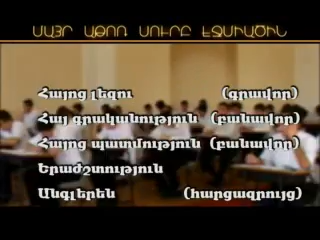 ՄԱՅՐ ԱԹՈՌ ՍՈՒՐԲ ԷՋՄԻԱԾԻՆ
Հայոց լեզու (գրավոր)
Հայ գրականություն (բանավոր)
Հայոց պատմություն (բանավոր)
Երաժշտություն
Անգլերեն (հարցազրույց)